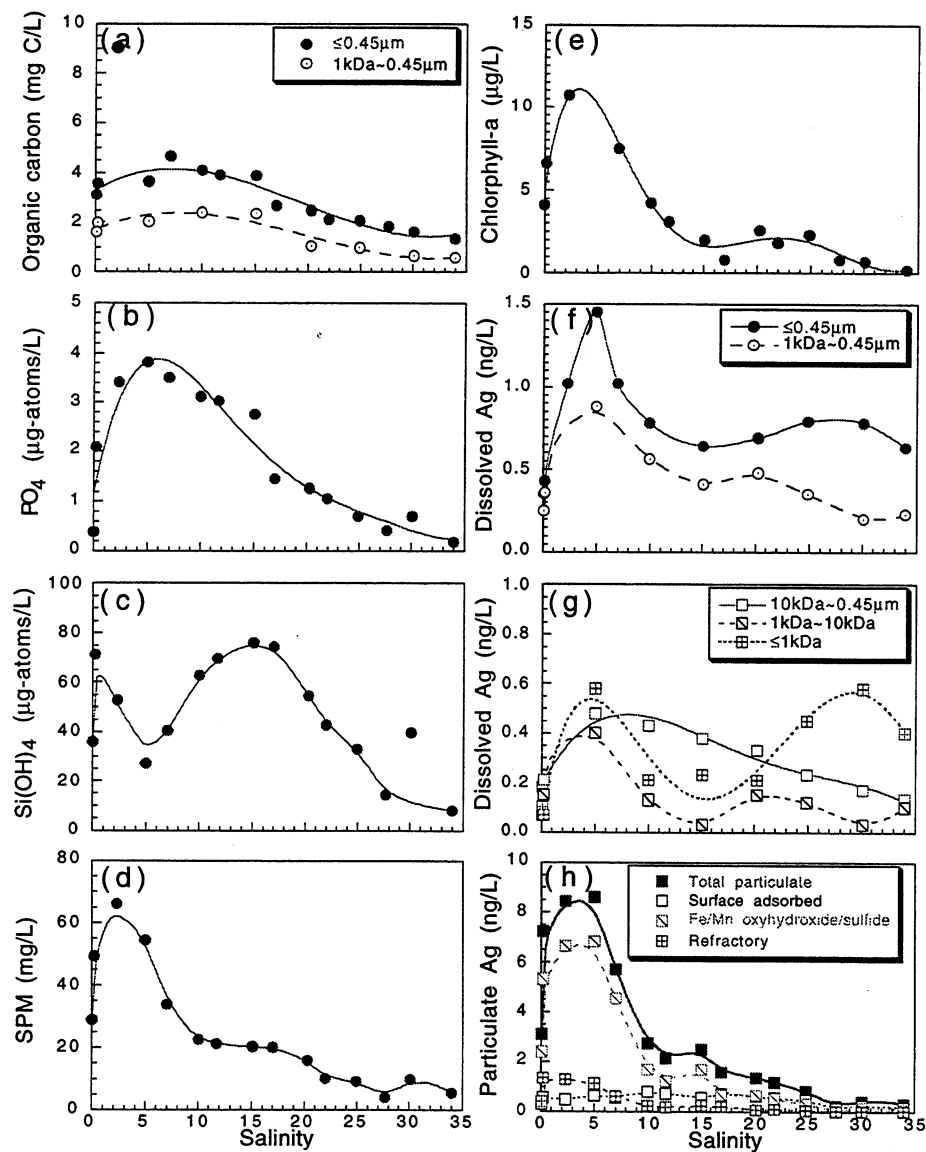 (a)
Organic carbon (mg C/L)
10
8
6
4
2
0
≤0.45μm
1kDa~0.45μm
(b)
PO4 (μg-atoms/L)
5
4
3
2
1
0
(c)
Si(OH)4 (μg-atoms/L)
100
80
60
40
20
0
(d)
SPM (mg/L)
80
60
40
20
0
0 5 10 15 20 25 30 35
Salinity
(e)
Chlorphyll-a (μg/L)
15
10
5
0
(f)
Dissolved Ag (ng/L)
1.5
1.0
0.5
0.0
≤0.45μm
1kDa~0.45μm
(g)
Dissolved Ag (ng/L)
1.0
0.8
0.6
0.4
0.2
0.0
10kDa~0.45μm
1kDa~10kDa
≤1kDa
(h)
Particulate Ag (ng/L)
10
8
6
4
2
0
Total particulate
Surface adsorbed
Fe/Mn oxyhydroxide/sulfide
Refractory
0 5 10 15 20 25 30 35
Salinity